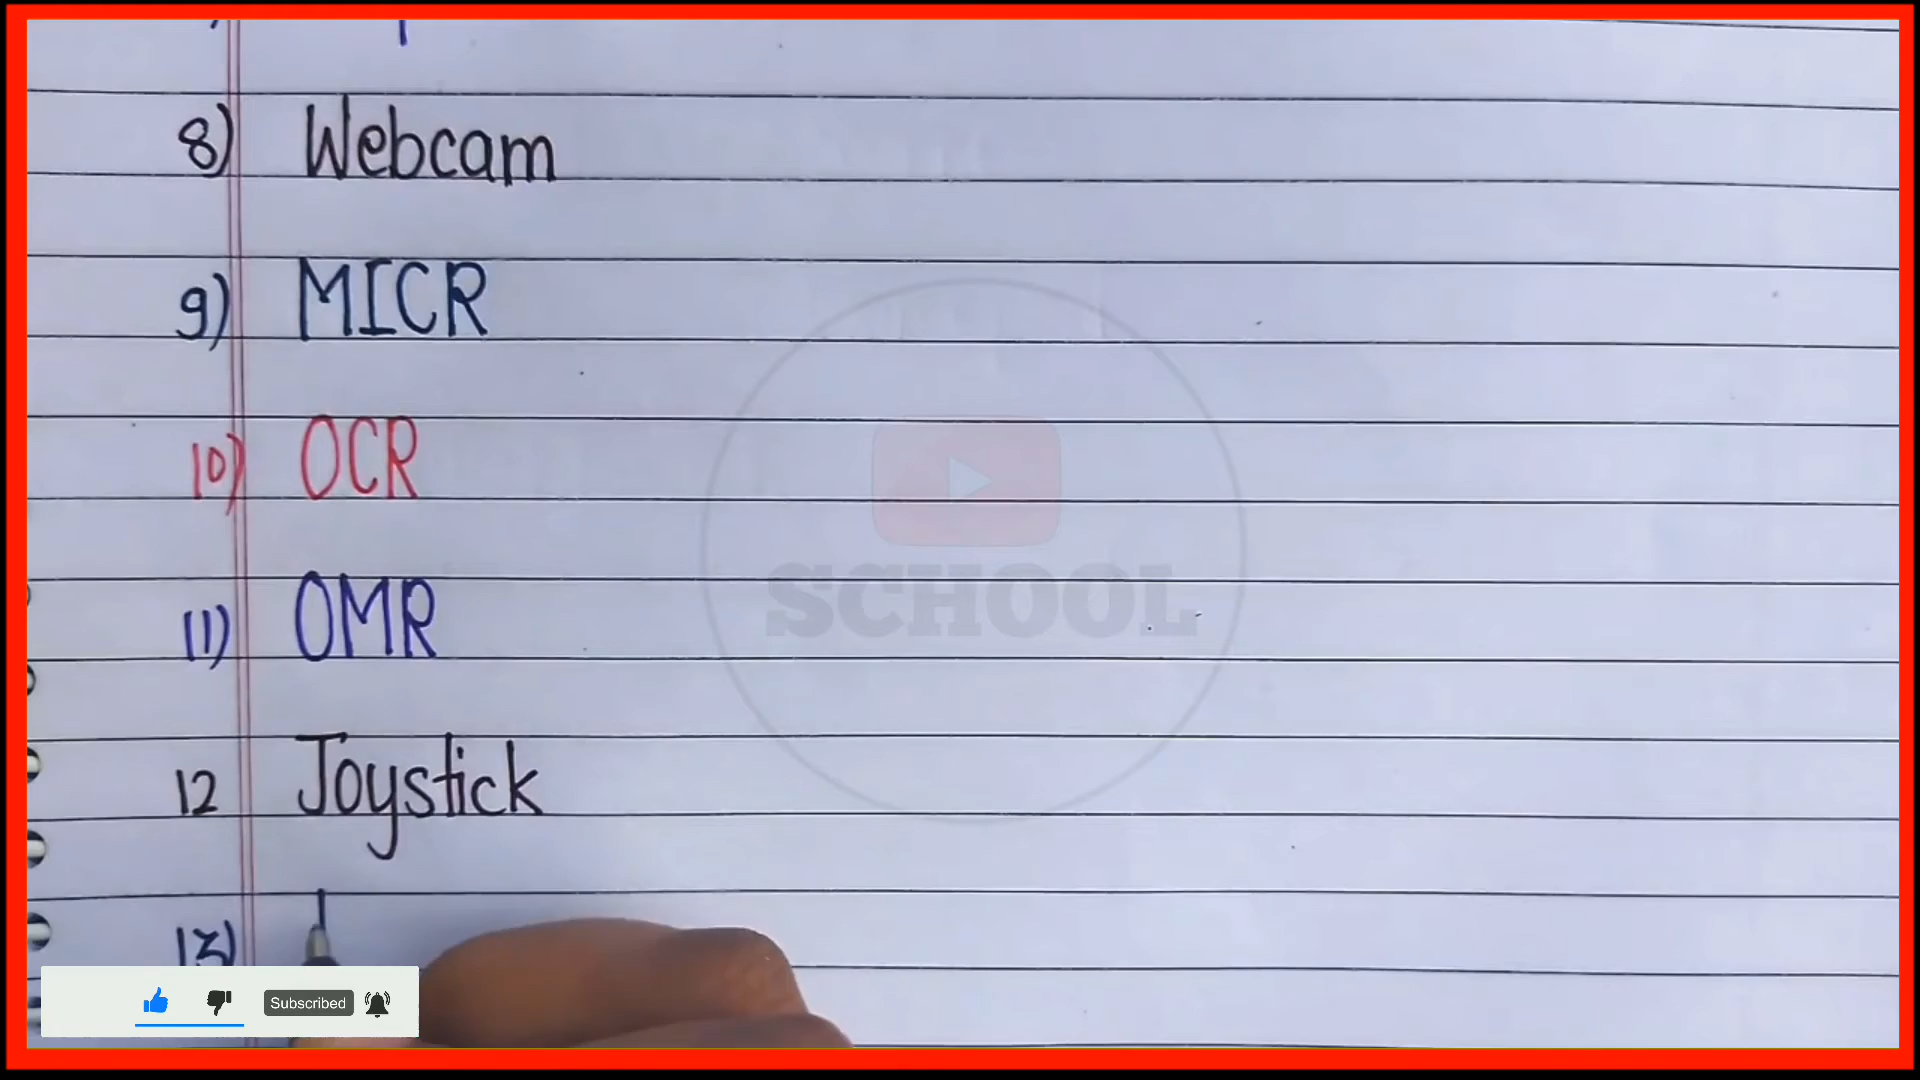 8) Webcam
9) MICR
10) OCR
11) OMR
SCHOOL
12 Joystick
13)
Subscribed